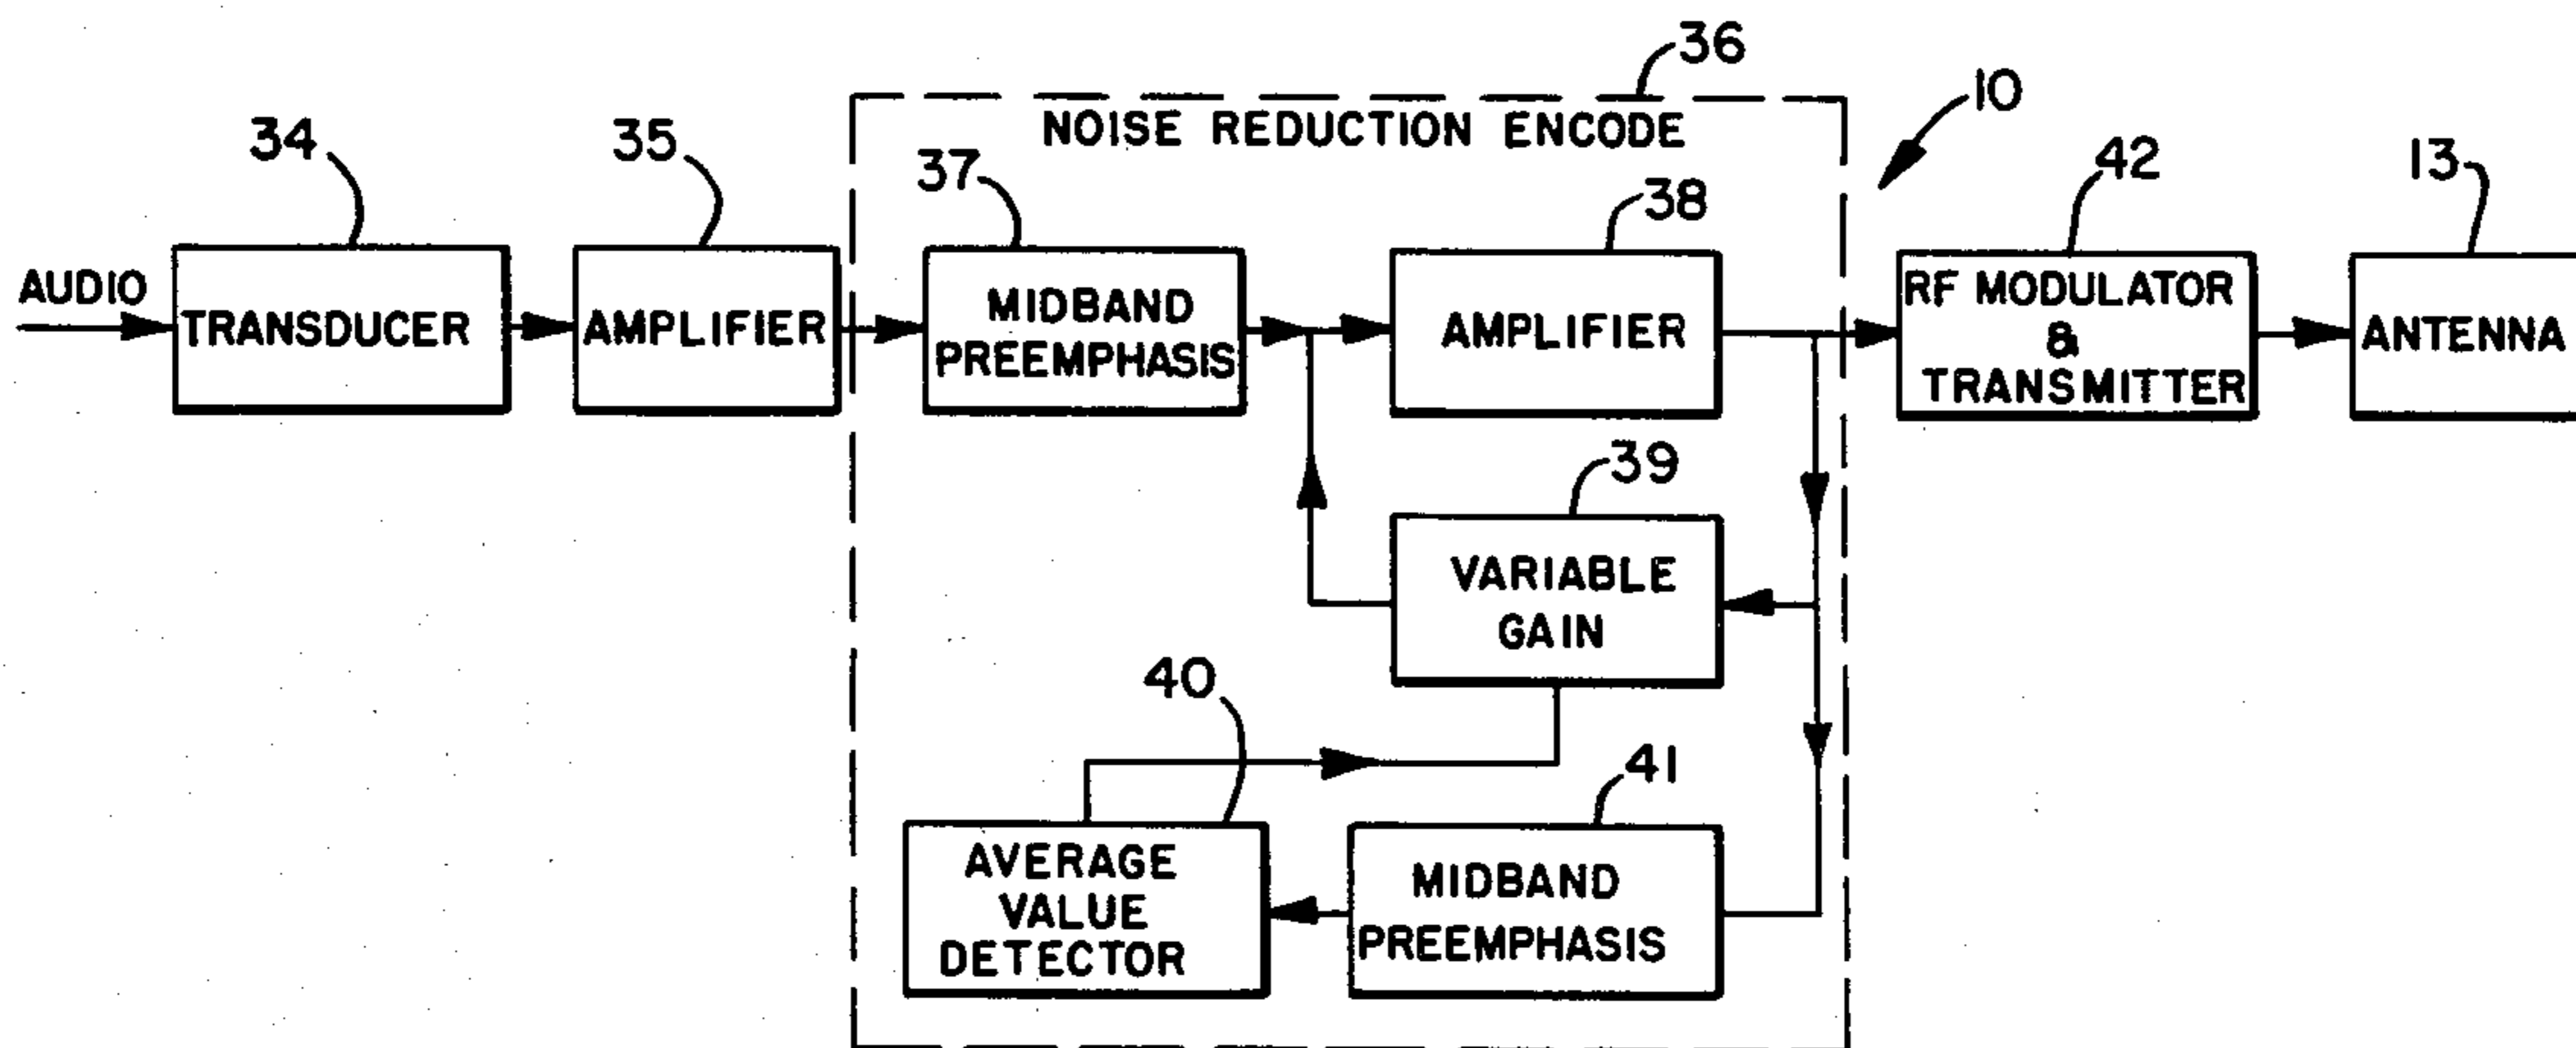 36
10
NOISE REDUCTION ENCODE
34
35
37
38
42
13
AUDIO
TRANSDUCER
AMPLIFIER
MIDBAND
PREEMPHASIS
AMPLIFIER
RF MODULATOR
&
TRANSMITTER
ANTENNA
39
VARIABLE
GAIN
40
41
AVERAGE
VALUE
DETECTOR
MIDBAND
PREEMPHASIS